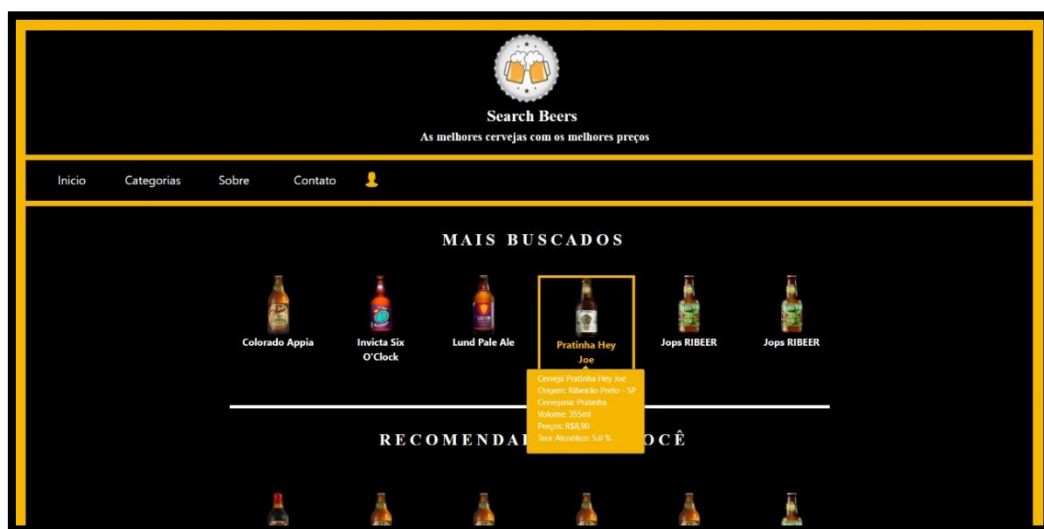 Search Beers
As melhores cervejas com os melhores preços
Inicio Categorias Sobre Contato
MAIS BUSCADOS
Colorado Appia
Invicta Six
O'Clock
Lund Pale Ale
Pratinha Hey
Joe
Jops RIBEER
Jops RIBEER
Cerveja Pratinha Hey Joe
Origem: Ribeirão Preto - SP
Cervejaria: Pratinha
Volume: 355ml
Preços: R$8,90
Teor Alcoólico: 5.0 %
RECOMENDA OCÊ